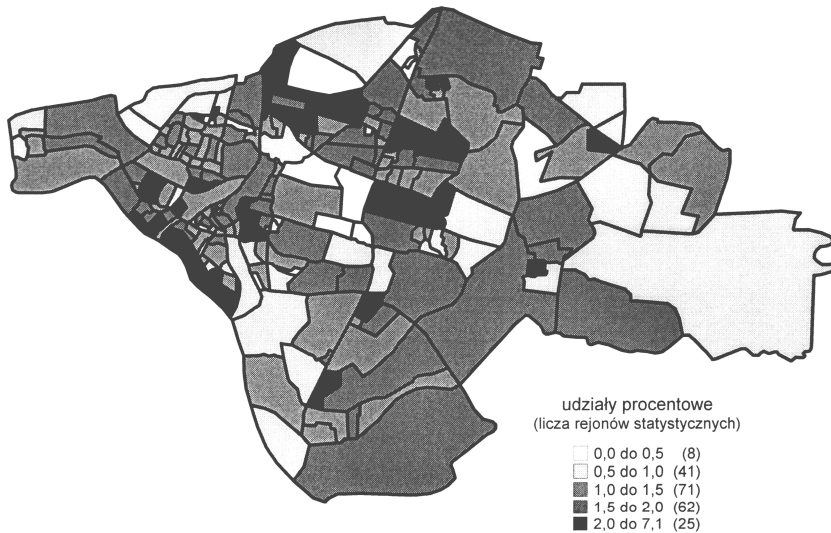 udziały procentowe
(licza rejonów statystycznych)
0,0 do 0,5 (8)
0,5 do 1,0 (41)
1,0 do 1,5 (71)
1,5 do 2,0 (62)
2,0 do 7,1 (25)